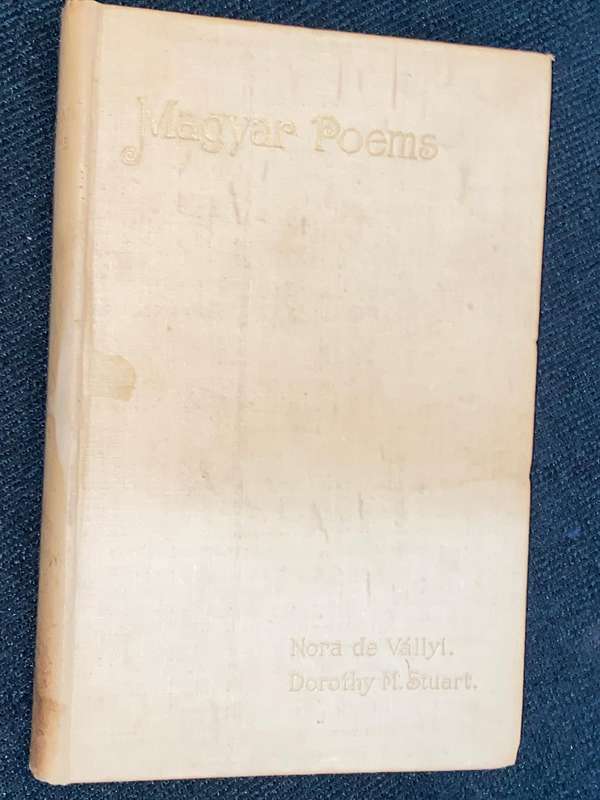 Magyar Poems
Nora de Vállyi.
Dorothy M. Stuart.